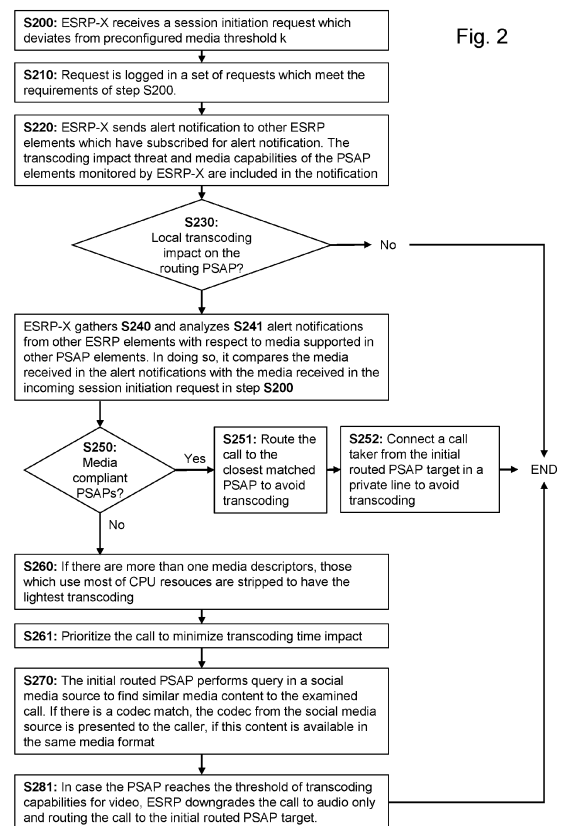 S200: ESRP-X receives a session initiation request which
deviates from preconfigured media threshold k
Fig. 2
S210: Request is logged in a set of requests which meet the
requirements of step S200.
S220: ESRP-X sends alert notification to other ESRP
elements which have subscribed for alert notification. The
transcoding impact threat and media capabilities of the PSAP
elements monitored by ESRP-X are included in the notification
S230:
Local transcoding
impact on the
routing PSAP?
No
ESRP-X gathers S240 and analyzes S241 alert notifications
from other ESRP elements with respect to media supported in
other PSAP elements. In doing so, it compares the media
received in the alert notifications with the media received in the
incoming session initiation request in step S200
S250:
Media
compliant
PSAPs?
Yes
S251: Route the
call to the
closest matched
PSAP to avoid
transcoding
S252: Connect a call
taker from the initial
routed PSAP target in a
private line to avoid
transcoding
END
No
S260: If there are more than one media descriptors, those
which use most of CPU resouces are stripped to have the
lightest transcoding
S261: Prioritize the call to minimize transcoding time impact
S270: The initial routed PSAP performs query in a social
media source to find similar media content to the examined
call. If there is a codec match, the codec from the social media
source is presented to the caller, if this content is available in
the same media format
S281: In case the PSAP reaches the threshold of transcoding
capabilities for video, ESRP downgrades the call to audio only
and routing the call to the initial routed PSAP target.